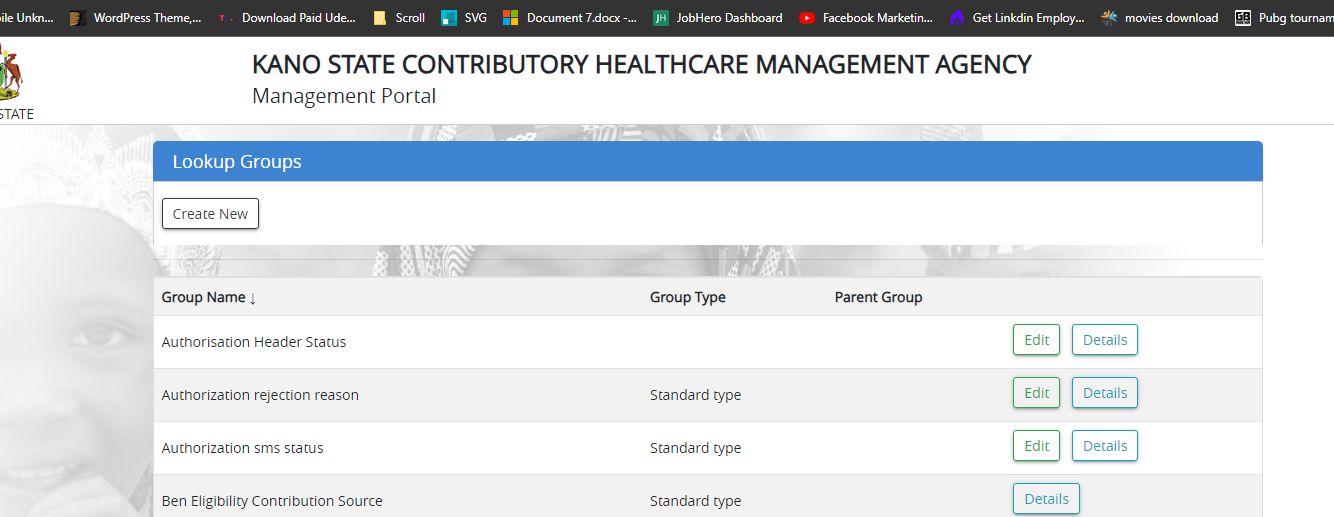 Unkn... WordPress Theme,... Download Paid Ude... Scroll SVG Document 7.docx -... JobHero Dashboard Facebook Marketin... Get Linkdin Employ... movies download Pubg tournam
KANO STATE CONTRIBUTORY HEALTHCARE MANAGEMENT AGENCY
Management Portal
STATE
Lookup Groups
Create New
Group Name ↓ Group Type Parent Group
Authorisation Header Status Edit Details
Authorization rejection reason Standard type Edit Details
Authorization sms status Standard type Edit Details
Ben Eligibility Contribution Source Standard type Details